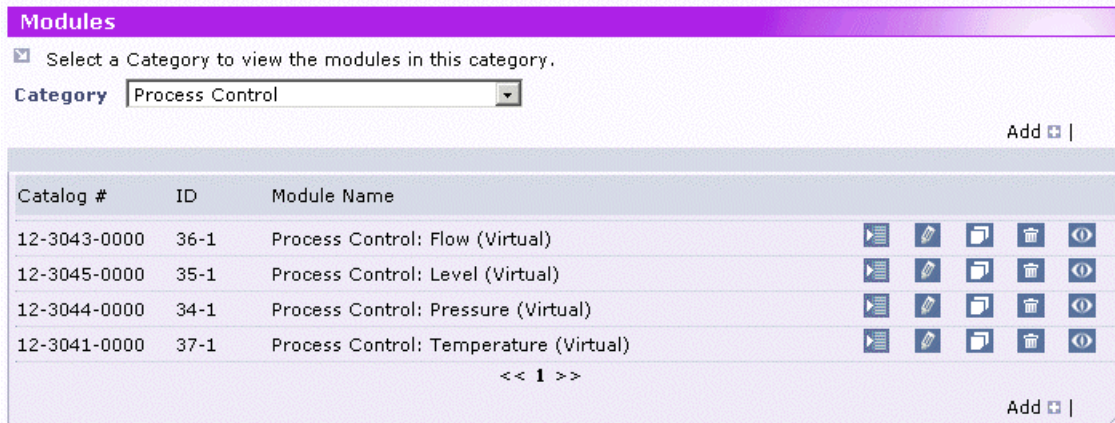 Modules
Select a Category to view the modules in this category.
Category Process Control
Add |
Catalog # ID Module Name
12-3043-0000 36-1 Process Control: Flow (Virtual)
12-3045-0000 35-1 Process Control: Level (Virtual)
12-3044-0000 34-1 Process Control: Pressure (Virtual)
12-3041-0000 37-1 Process Control: Temperature (Virtual)
<< 1 >>
Add |